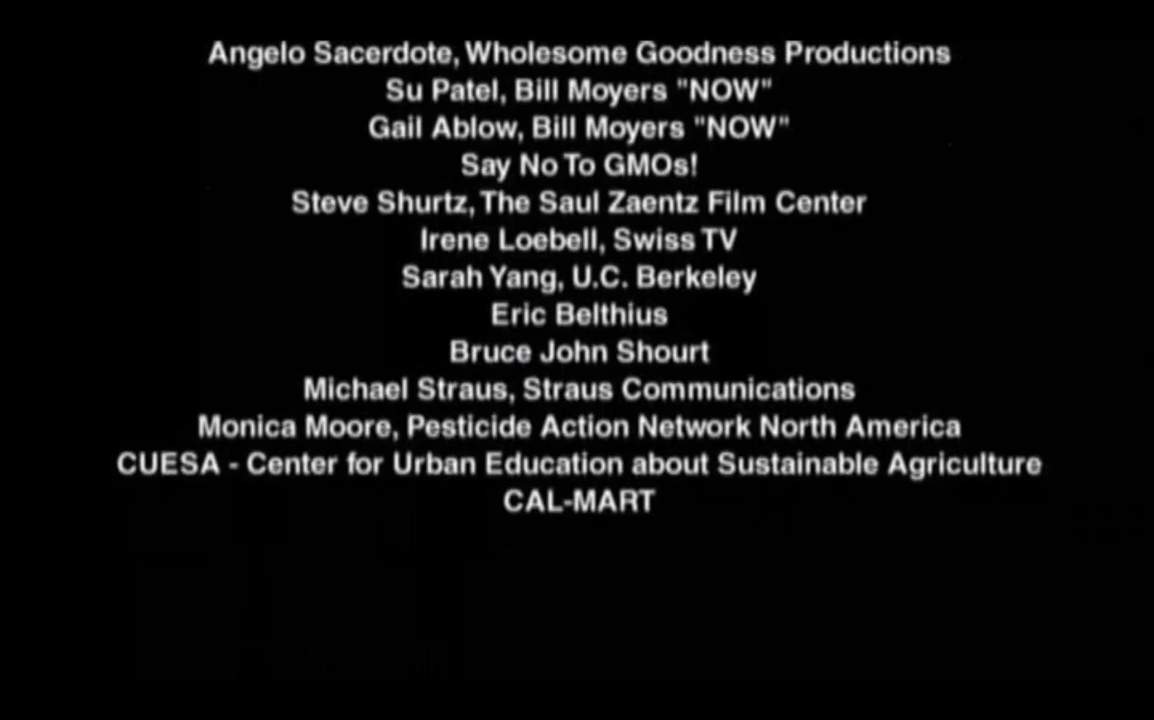 Angelo Sacerdote, Wholesome Goodness Productions
Su Patel, Bill Moyers "NOW"
Gail Ablow, Bill Moyers "NOW"
Say No To GMOs!
Steve Shurtz, The Saul Zaentz Film Center
Irene Loebell, Swiss TV
Sarah Yang, U.C. Berkeley
Eric Belthius
Bruce John Shourt
Michael Straus, Straus Communications
Monica Moore, Pesticide Action Network North America
CUESA - Center for Urban Education about Sustainable Agriculture
CAL-MART